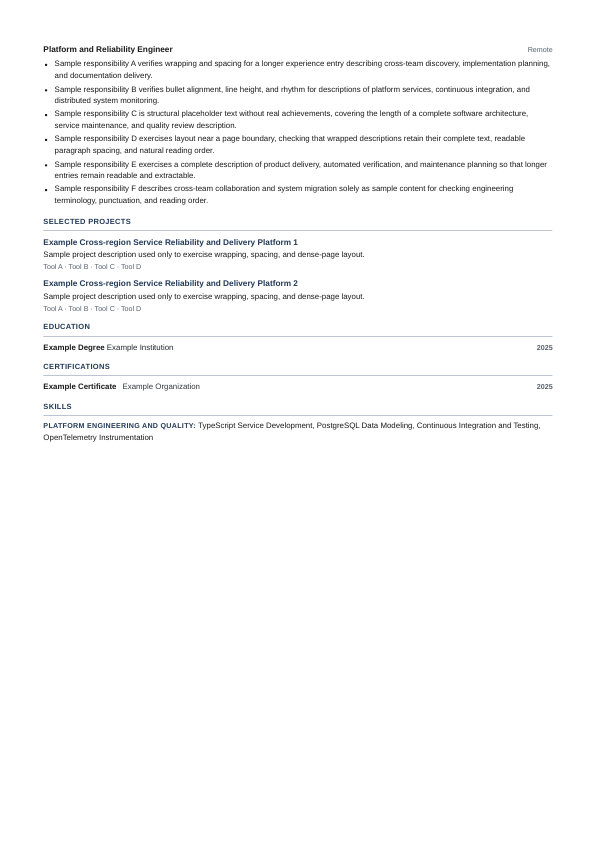 Platform and Reliability Engineer Remote
• Sample responsibility A verifies wrapping and spacing for a longer experience entry describing cross-team discovery, implementation planning,
and documentation delivery.
• Sample responsibility B verifies bullet alignment, line height, and rhythm for descriptions of platform services, continuous integration, and
distributed system monitoring.
• Sample responsibility C is structural placeholder text without real achievements, covering the length of a complete software architecture,
service maintenance, and quality review description.
• Sample responsibility D exercises layout near a page boundary, checking that wrapped descriptions retain their complete text, readable
paragraph spacing, and natural reading order.
• Sample responsibility E exercises a complete description of product delivery, automated verification, and maintenance planning so that longer
entries remain readable and extractable.
• Sample responsibility F describes cross-team collaboration and system migration solely as sample content for checking engineering
terminology, punctuation, and reading order.
SELECTED PROJECTS
Example Cross-region Service Reliability and Delivery Platform 1
Sample project description used only to exercise wrapping, spacing, and dense-page layout.
Tool A · Tool B · Tool C · Tool D
Example Cross-region Service Reliability and Delivery Platform 2
Sample project description used only to exercise wrapping, spacing, and dense-page layout.
Tool A · Tool B · Tool C · Tool D
EDUCATION
Example Degree Example Institution 2025
CERTIFICATIONS
Example Certificate Example Organization 2025
SKILLS
PLATFORM ENGINEERING AND QUALITY: TypeScript Service Development, PostgreSQL Data Modeling, Continuous Integration and Testing,
OpenTelemetry Instrumentation